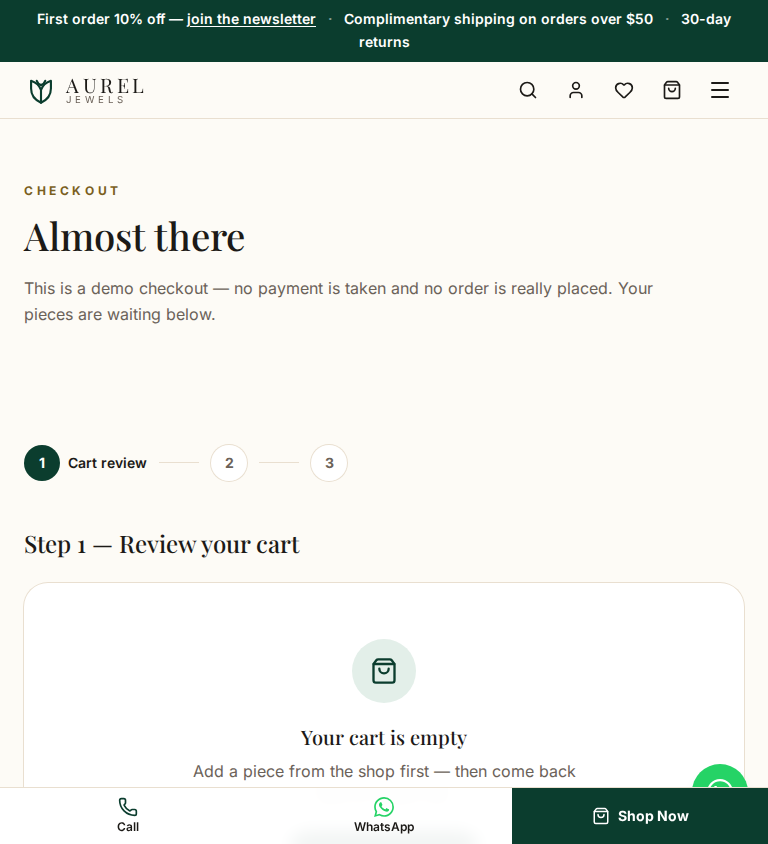 First order 10% off — join the newsletter · Complimentary shipping on orders over $50 · 30-day
returns
AUREL
JEWELS
CHECKOUT
Almost there
This is a demo checkout — no payment is taken and no order is really placed. Your
pieces are waiting below.
1 Cart review 2 3
Step 1 — Review your cart
Your cart is empty
Add a piece from the shop first — then come back
Call WhatsApp Shop Now